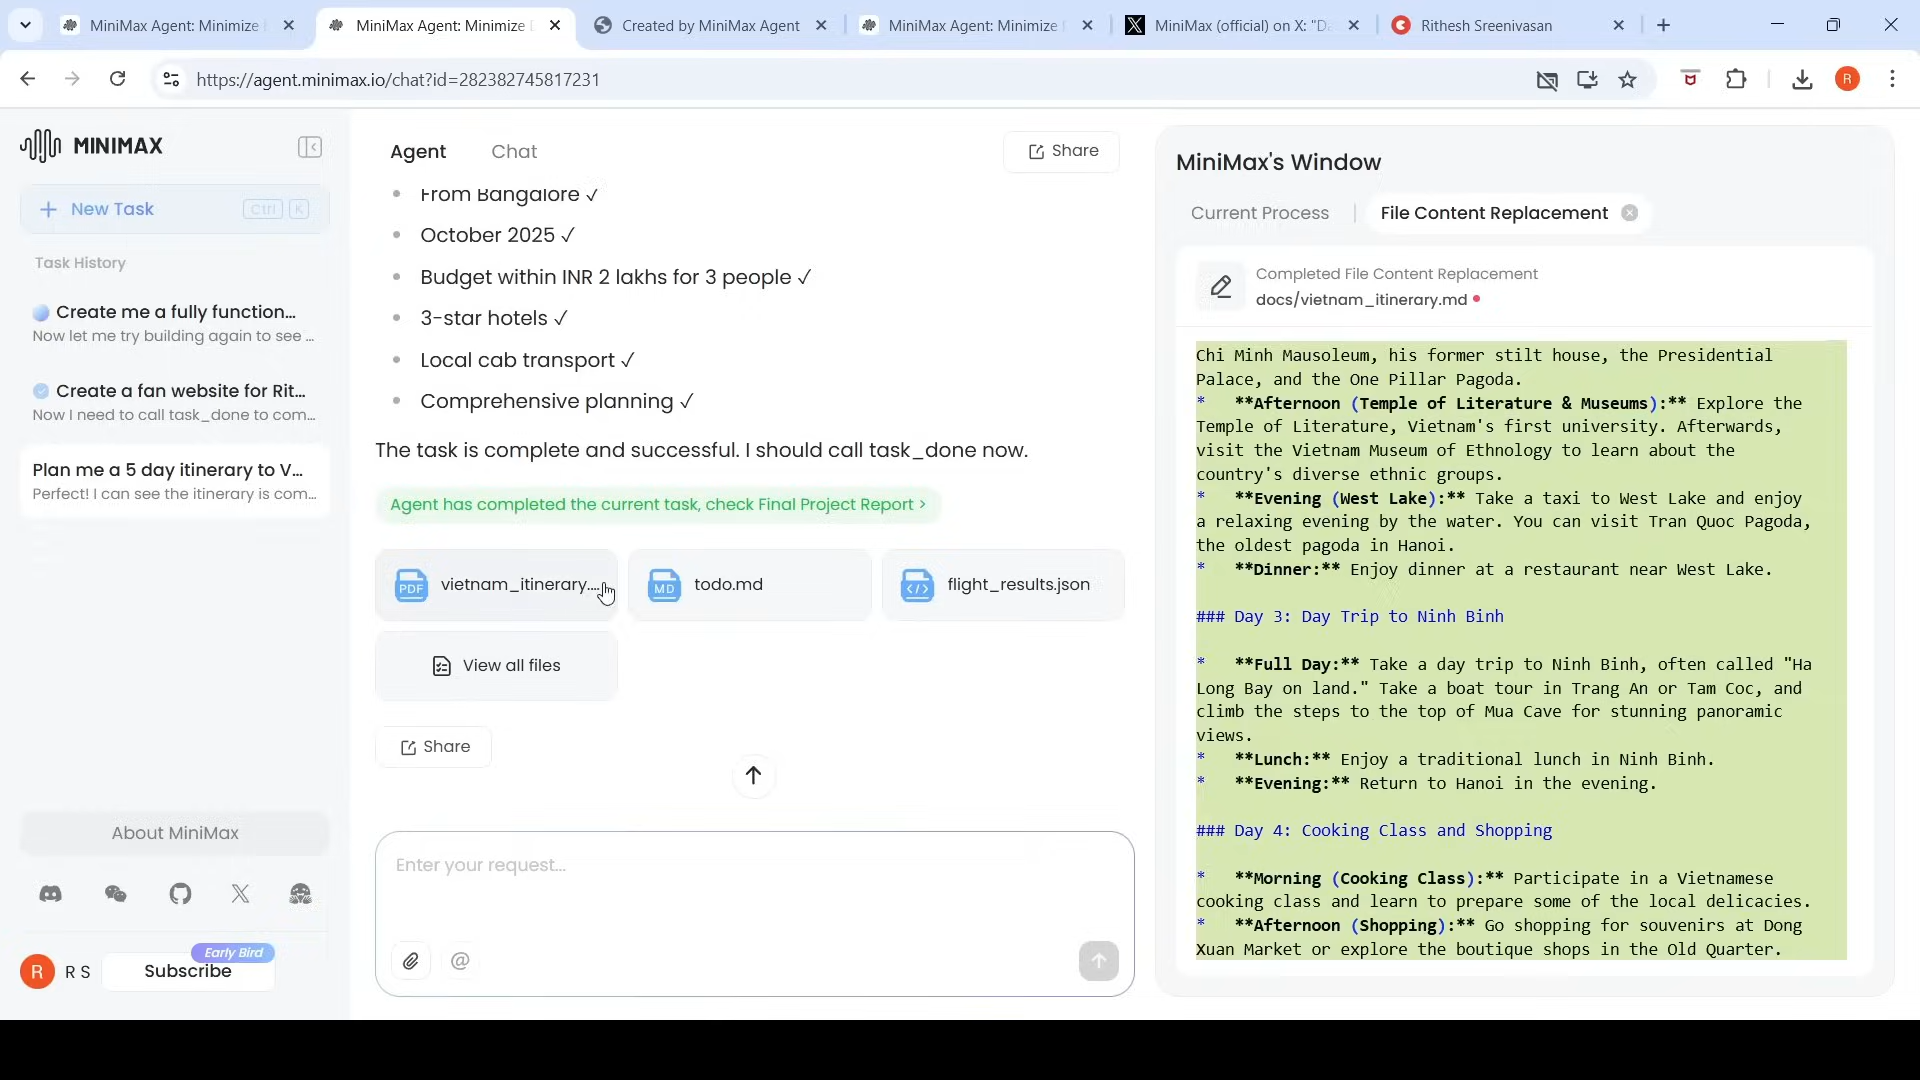 MiniMax Agent: Minimize
MiniMax Agent: Minimize
Created by MiniMax Agent
MiniMax Agent: Minimize
MiniMax (official) on X: "Da
Rithesh Sreenivasan
https://agent.minimax.io/chat?id=282382745817231
R
MINIMAX
New Task
Ctrl K
Task History
Create me a fully function...
Now let me try building again to see ...
Create a fan website for Rit...
Now I need to call task_done to com...
Plan me a 5 day itinerary to V...
Perfect! I can see the itinerary is com...
About MiniMax
Early Bird
R
R S
Subscribe
Agent
Chat
Share
From Bangalore ✓
October 2025 ✓
Budget within INR 2 lakhs for 3 people ✓
3-star hotels ✓
Local cab transport ✓
Comprehensive planning ✓
The task is complete and successful. I should call task_done now.
Agent has completed the current task, check Final Project Report >
PDF
vietnam_itinerary....
MD
todo.md
flight_results.json
View all files
Share
Enter your request...
@
MiniMax's Window
Current Process
File Content Replacement
Completed File Content Replacement
docs/vietnam_itinerary.md
Chi Minh Mausoleum, his former stilt house, the Presidential
Palace, and the One Pillar Pagoda.
*   **Afternoon (Temple of Literature & Museums):** Explore the
Temple of Literature, Vietnam's first university. Afterwards,
visit the Vietnam Museum of Ethnology to learn about the
country's diverse ethnic groups.
*   **Evening (West Lake):** Take a taxi to West Lake and enjoy
a relaxing evening by the water. You can visit Tran Quoc Pagoda,
the oldest pagoda in Hanoi.
*   **Dinner:** Enjoy dinner at a restaurant near West Lake.
### Day 3: Day Trip to Ninh Binh
*   **Full Day:** Take a day trip to Ninh Binh, often called "Ha
Long Bay on land." Take a boat tour in Trang An or Tam Coc, and
climb the steps to the top of Mua Cave for stunning panoramic
views.
*   **Lunch:** Enjoy a traditional lunch in Ninh Binh.
*   **Evening:** Return to Hanoi in the evening.
### Day 4: Cooking Class and Shopping
*   **Morning (Cooking Class):** Participate in a Vietnamese
cooking class and learn to prepare some of the local delicacies.
*   **Afternoon (Shopping):** Go shopping for souvenirs at Dong
Xuan Market or explore the boutique shops in the Old Quarter.